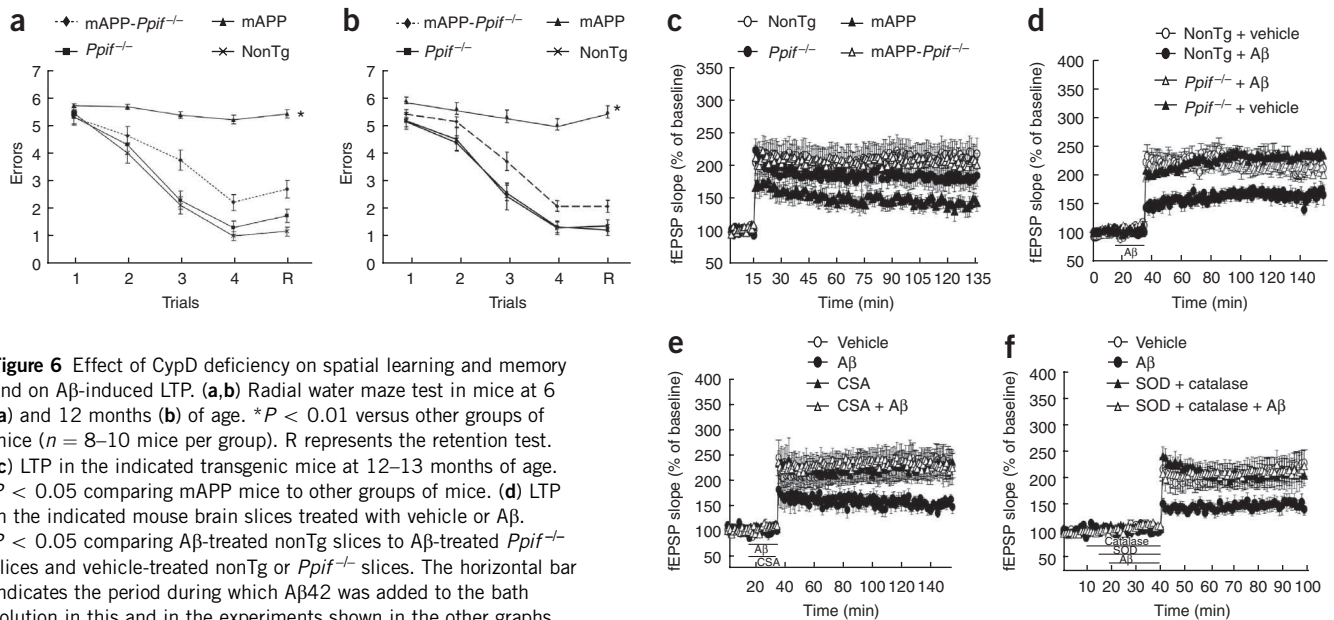 a
mAPP-Ppif–/–
mAPP
Ppif–/–
NonTg
7
6
5
4
3
2
1
0
Errors
*
1 2 3 4 R
Trials
b
mAPP-Ppif–/–
mAPP
Ppif–/–
NonTg
7
6
5
4
3
2
1
0
Errors
*
1 2 3 4 R
Trials
c
NonTg
mAPP
Ppif–/–
mAPP-Ppif–/–
350
300
250
200
150
100
50
fEPSP slope (% of baseline)
15 30 45 60 75 90 105 120 135
Time (min)
d
NonTg + vehicle
NonTg + Aβ
Ppif–/– + Aβ
Ppif–/– + vehicle
400
350
300
250
200
150
100
50
fEPSP slope (% of baseline)
Aβ
0 20 40 60 80 100 120 140
Time (min)
igure 6 Effect of CypD deficiency on spatial learning and memory
nd on Aβ-induced LTP. (a,b) Radial water maze test in mice at 6
a) and 12 months (b) of age. *P < 0.01 versus other groups of
nice (n = 8–10 mice per group). R represents the retention test.
c) LTP in the indicated transgenic mice at 12–13 months of age.
P < 0.05 comparing mAPP mice to other groups of mice. (d) LTP
n the indicated mouse brain slices treated with vehicle or Aβ.
P < 0.05 comparing Aβ-treated nonTg slices to Aβ-treated Ppif–/–
lices and vehicle-treated nonTg or Ppif–/– slices. The horizontal bar
ndicates the period during which Aβ42 was added to the bath
olution in this and in the experiments shown in the other graphs
e
Vehicle
Aβ
CSA
CSA + Aβ
400
350
300
250
200
150
100
50
fEPSP slope (% of baseline)
Aβ
CSA
20 40 60 80 100 120 140
Time (min)
f
Vehicle
Aβ
SOD + catalase
SOD + catalase + Aβ
400
350
300
250
200
150
100
50
fEPSP slope (% of baseline)
Catalase
SOD
Aβ
10 20 30 40 50 60 70 80 90 100
Time (min)